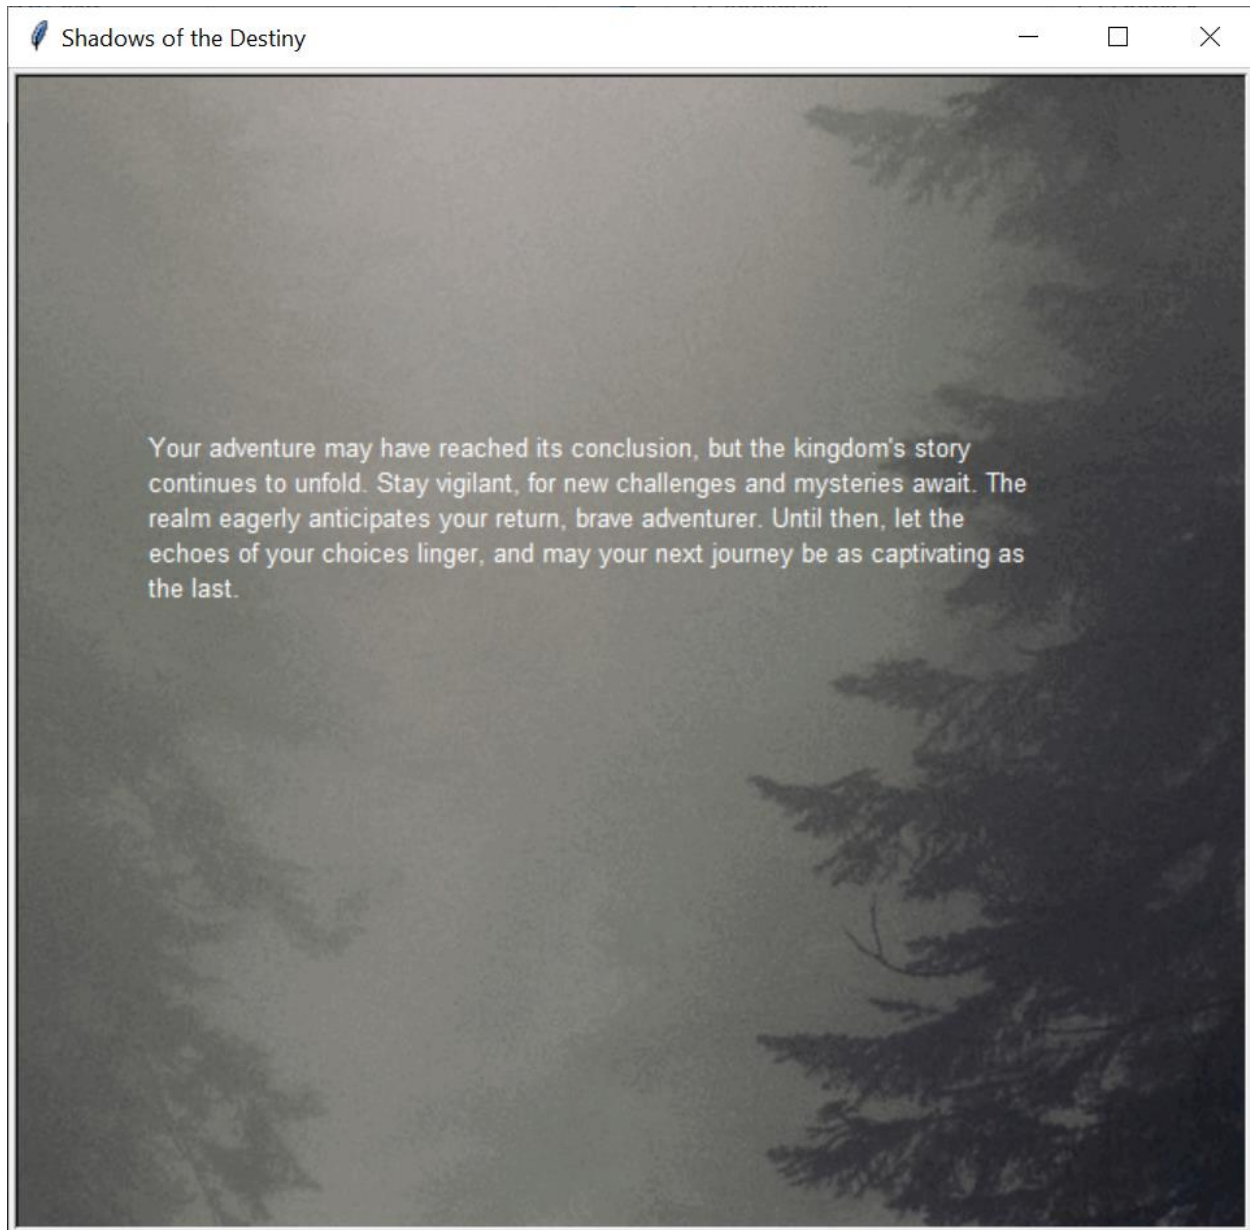 Shadows of the Destiny
Your adventure may have reached its conclusion, but the kingdom's story
continues to unfold. Stay vigilant, for new challenges and mysteries await. The
realm eagerly anticipates your return, brave adventurer. Until then, let the
echoes of your choices linger, and may your next journey be as captivating as
the last.